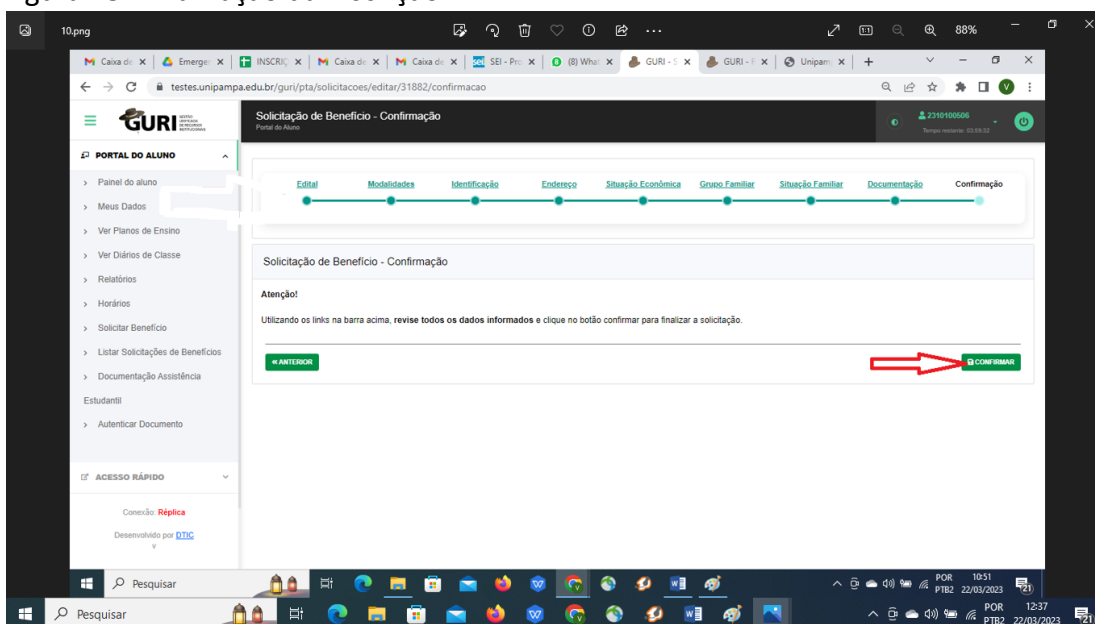 10.png
88%
Caixa de
Emerge
INSCRIÇ
Caixa de
Caixa de
SEI - Pro
(8) What
GURI - S
GURI -
Unipam
testes.unipampa.edu.br/guri/pta/solicitacoes/editar/31882/confirmacao
GURI
Solicitação de Benefício - Confirmação
Portal do Aluno
2310100506
PORTAL DO ALUNO
Painel do aluno
Meus Dados
Ver Planos de Ensino
Ver Diários de Classe
Relatórios
Horários
Solicitar Benefício
Listar Solicitações de Benefícios
Documentação Assistência
Estudantil
Autenticar Documento
ACESSO RÁPIDO
Conexão: Réplica
Desenvolvido por DTIC
v
Edital Modalidades Identificação Endereço Situação Econômica Grupo Familiar Situação Familiar Documentação Confirmação
Solicitação de Benefício - Confirmação
Atenção!
Utilizando os links na barra acima, revise todos os dados informados e clique no botão confirmar para finalizar a solicitação.
« ANTERIOR
CONFIRMAR
Pesquisar
POR 10:51
PTB2 22/03/2023
21
Pesquisar
POR 12:37
PTB2 22/03/2023
21